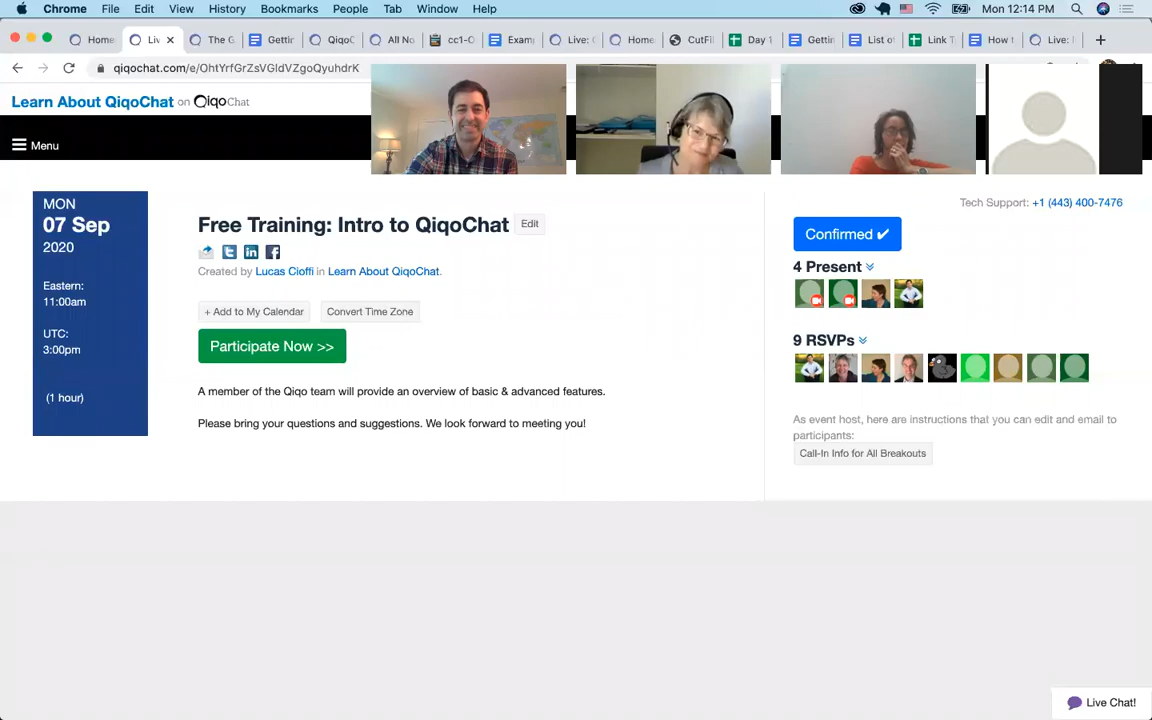 Chrome File Edit View History Bookmarks People Tab Window Help Mon 12:14 PM
Home Liv The G Gettin QiqoC All No cc1-C Exam Live: Home CutFil Day 1 Gettin List of Link T How t Live:
qiqochat.com/e/OhtYrfGrZsVGldVZgoQyuhdrK
Learn About QiqoChat on Qiqo Chat
Menu
MON
07 Sep
2020
Eastern:
11:00am
UTC:
3:00pm
(1 hour)
Free Training: Intro to QiqoChat Edit
Created by Lucas Cioffi in Learn About QiqoChat.
+ Add to My Calendar Convert Time Zone
Participate Now >>
A member of the Qiqo team will provide an overview of basic & advanced features.
Please bring your questions and suggestions. We look forward to meeting you!
Tech Support: +1 (443) 400-7476
Confirmed ✔
4 Present
9 RSVPs
As event host, here are instructions that you can edit and email to
participants:
Call-In Info for All Breakouts
Live Chat!